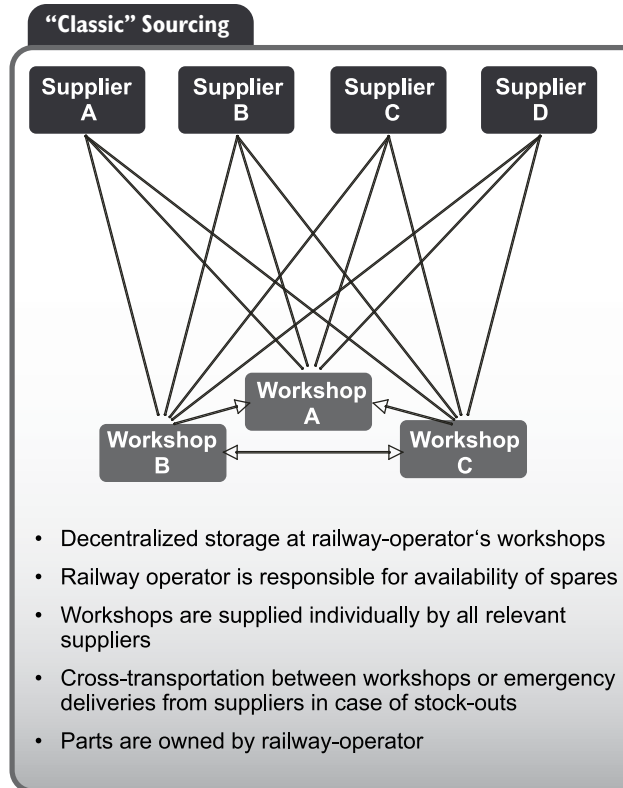 “Classic” Sourcing
Supplier
A
Supplier
B
Supplier
C
Supplier
D
Workshop
A
Workshop
B
Workshop
C
• Decentralized storage at railway-operator‘s workshops
• Railway operator is responsible for availability of spares
• Workshops are supplied individually by all relevant
suppliers
• Cross-transportation between workshops or emergency
deliveries from suppliers in case of stock-outs
• Parts are owned by railway-operator